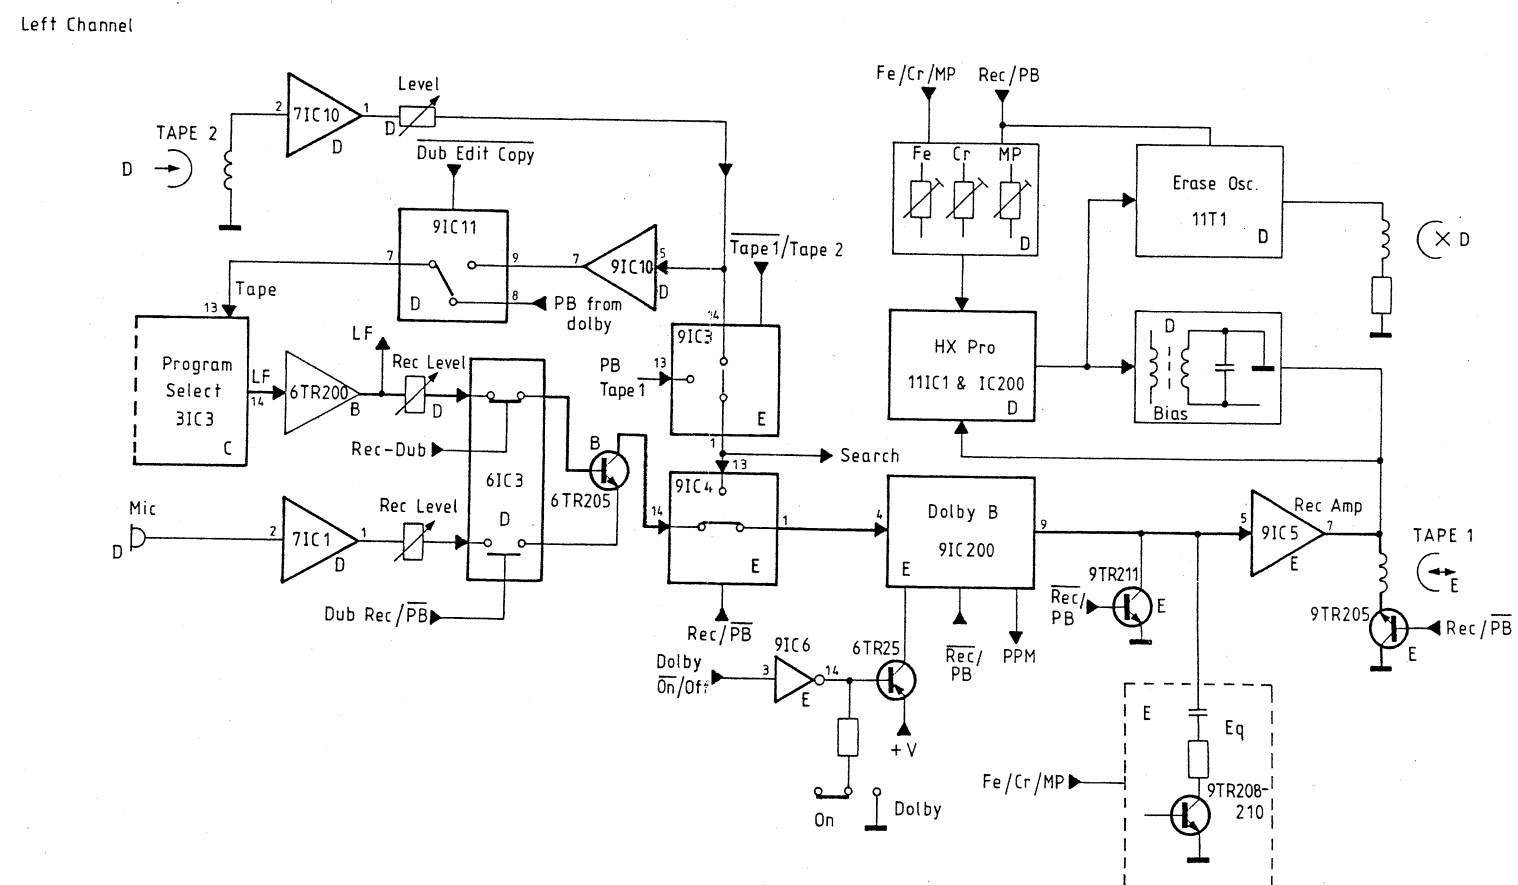 Left Channel
Fe/Cr/MP
Rec/PB
Level
2
7IC10
1
D
D
TAPE 2
D
Dub Edit Copy
Fe
Cr
MP
D
Erase Osc.
11T1
D
D
9IC11
7
9
8
D
PB from
dolby
7
9IC10
5
D
Tape 1/Tape 2
Tape
13
Program
Select
3IC3
C
LF
14
6TR200
B
LF
Rec Level
D
PB
Tape 1
13
14
9IC3
E
1
HX Pro
11IC1 & IC200
D
D
Bias
Rec-Dub
6IC3
D
B
6TR205
Search
13
9IC4
14
1
E
Rec/PB
4
Dolby B
9IC200
E
9
Rec Amp
5
9IC5
7
E
TAPE 1
E
Mic
D
2
7IC1
1
D
Rec Level
Dub Rec/PB
9TR211
Rec/
PB
E
9TR205
Rec/PB
E
Dolby
On/Off
3
9IC6
14
E
6TR25
+V
Rec/
PB
PPM
On
Dolby
E
Eq
Fe/Cr/MP
9TR208-
210